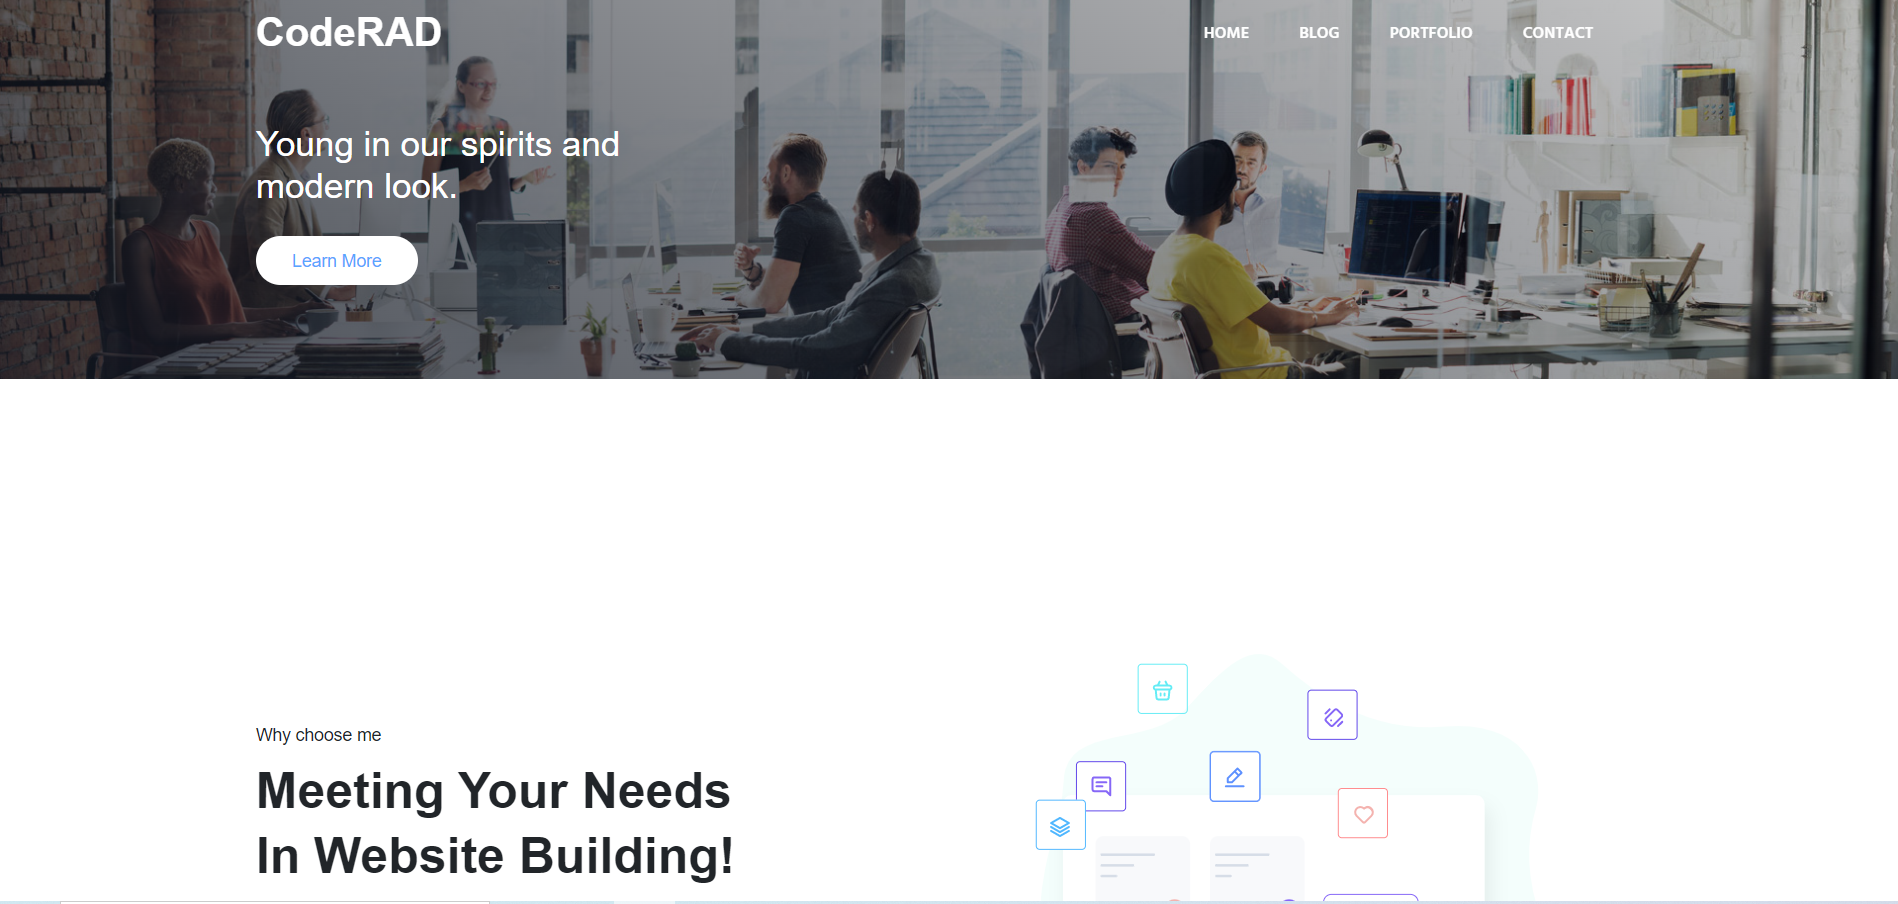 CodeRAD
HOME BLOG PORTFOLIO CONTACT
Young in our spirits and
modern look.
Learn More
Why choose me
Meeting Your Needs
In Website Building!